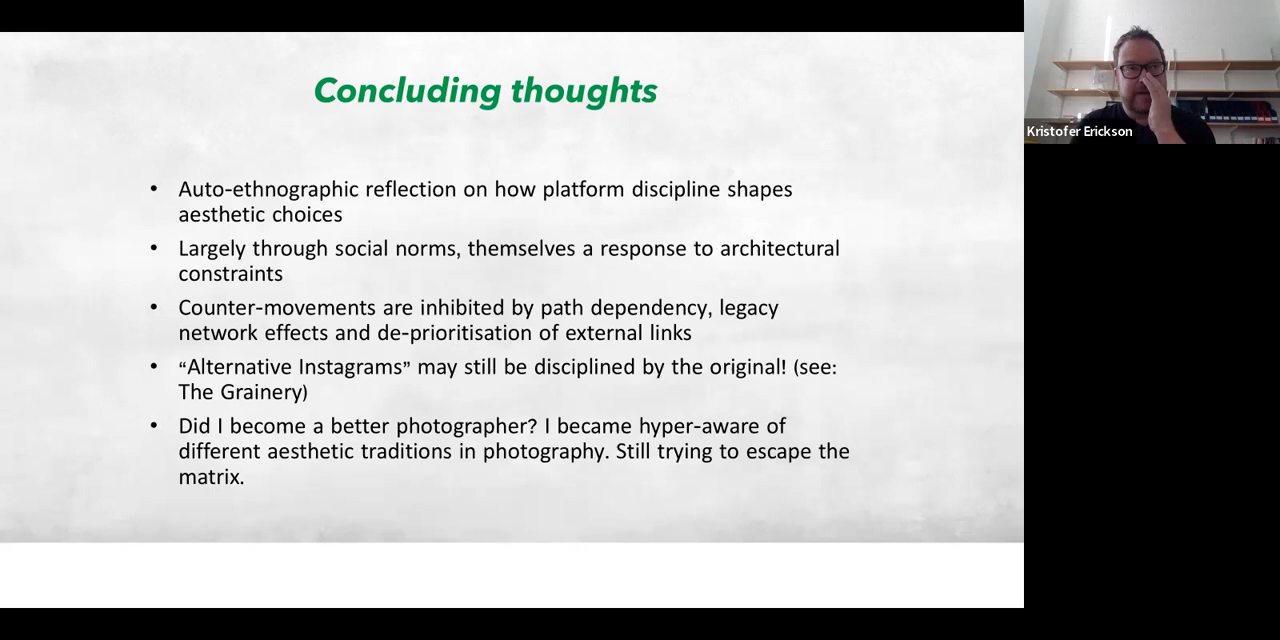 Concluding thoughts
• Auto-ethnographic reflection on how platform discipline shapes
aesthetic choices
• Largely through social norms, themselves a response to architectural
constraints
• Counter-movements are inhibited by path dependency, legacy
network effects and de-prioritisation of external links
• “Alternative Instagrams” may still be disciplined by the original! (see:
The Grainery)
• Did I become a better photographer? I became hyper-aware of
different aesthetic traditions in photography. Still trying to escape the
matrix.
Kristofer Erickson